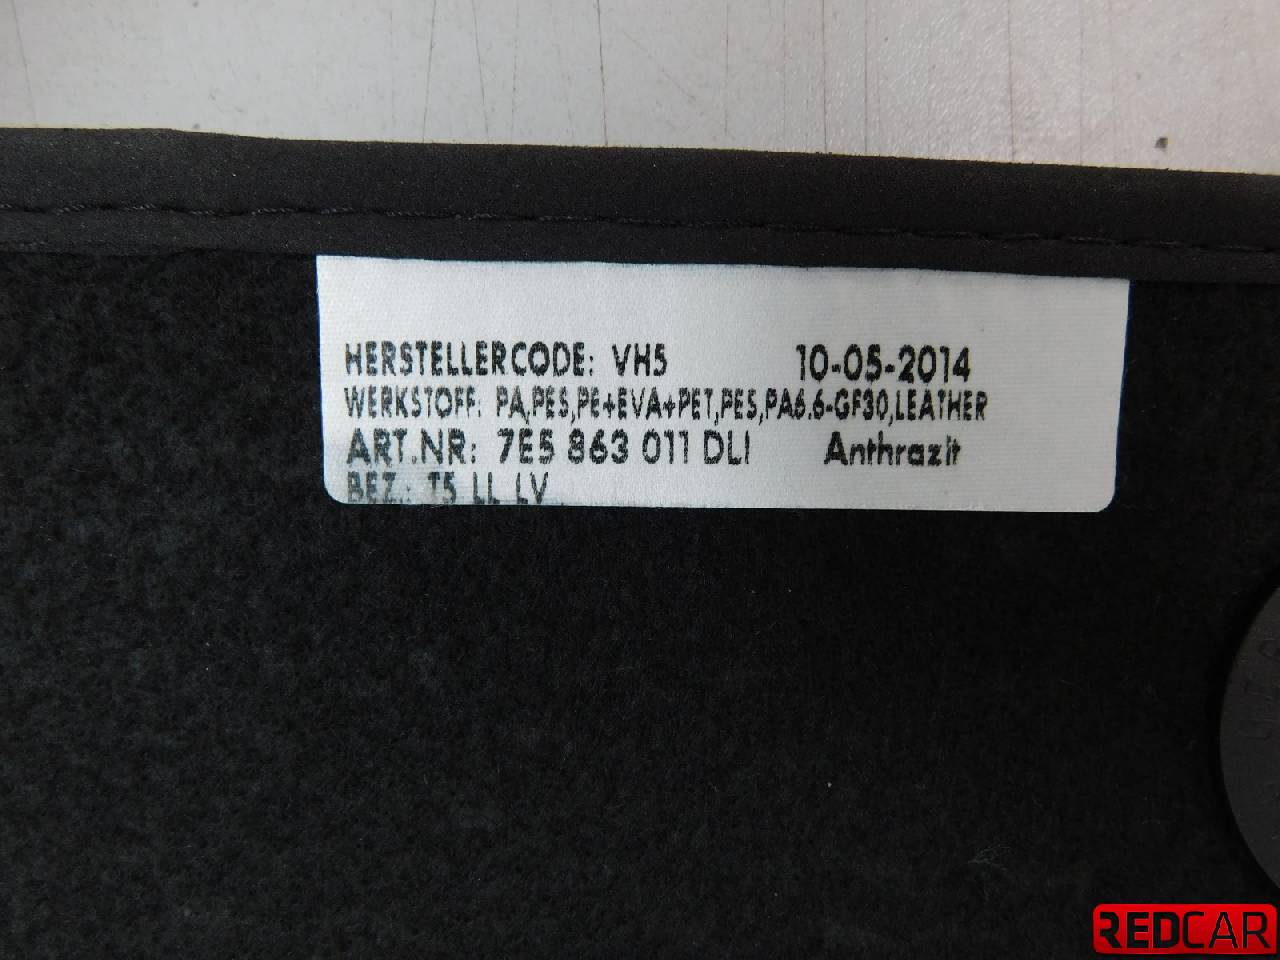 HERSTELLERCODE: VH5 10-05-2014
WERKSTOFF: PA,PES,PE+EVA+PET,PES,PA6.6-GF30,LEATHER
ART.NR: 7E5 863 011 DLI Anthrazit
BEZ.: T5 LL LV
REDCAR